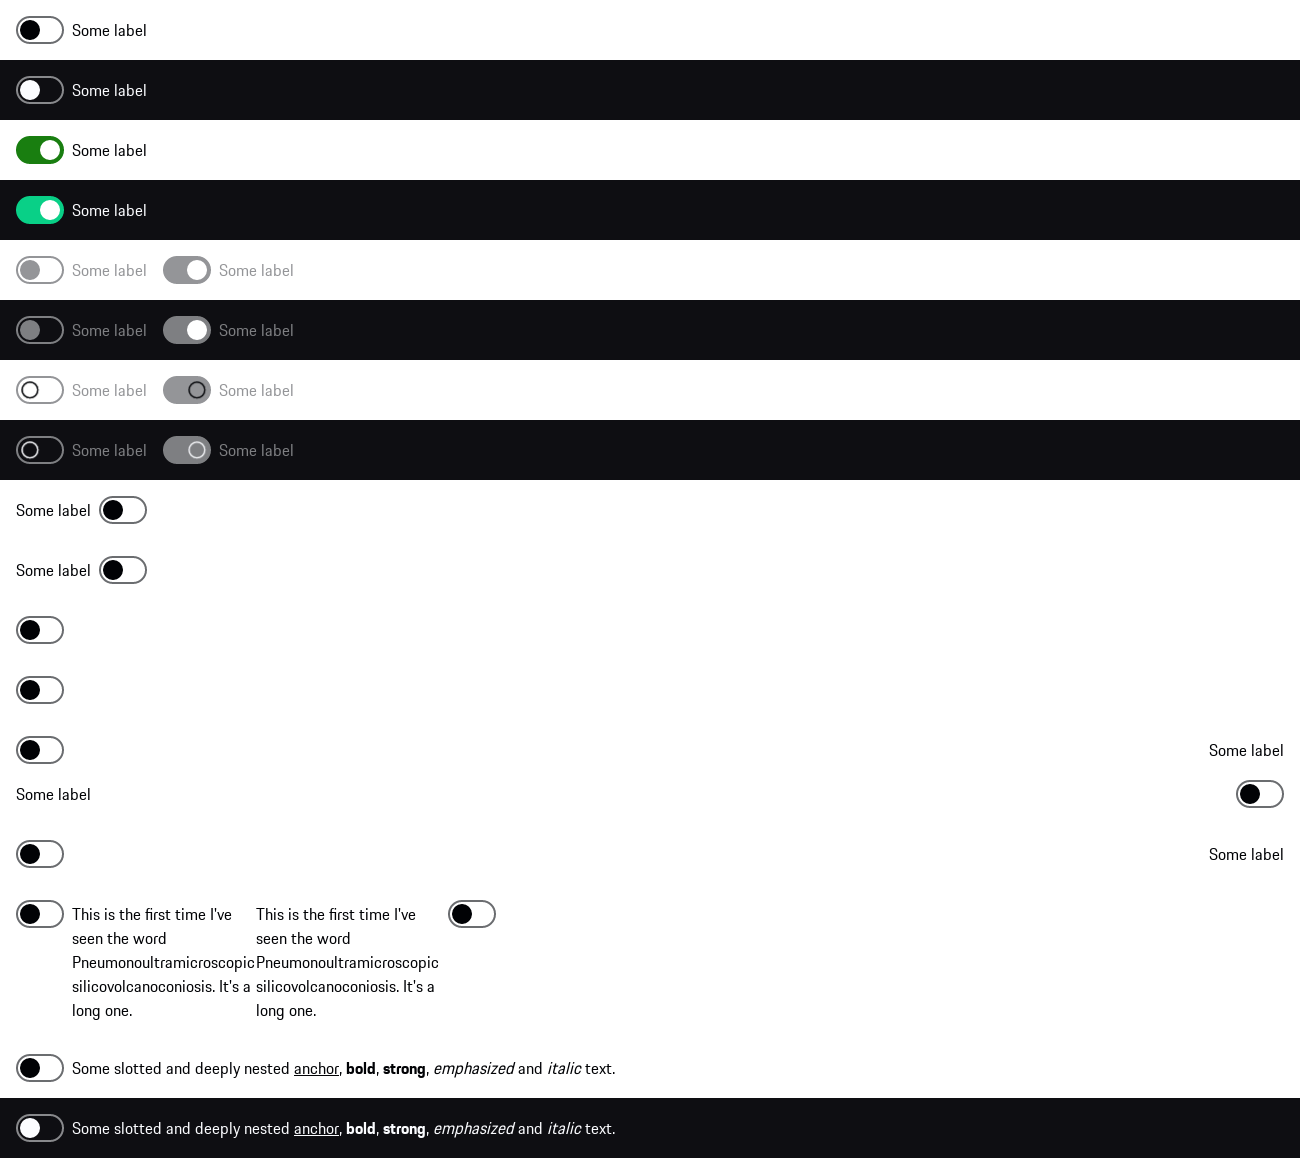 Some label
Some label
Some label
Some label
Some label Some label
Some label Some label
Some label Some label
Some label Some label
Some label
Some label
Some label
Some label
Some label
This is the first time I've
seen the word
Pneumonoultramicroscopic
silicovolcanoconiosis. It's a
long one.
This is the first time I've
seen the word
Pneumonoultramicroscopic
silicovolcanoconiosis. It's a
long one.
Some slotted and deeply nested anchor, bold, strong, emphasized and italic text.
Some slotted and deeply nested anchor, bold, strong, emphasized and italic text.